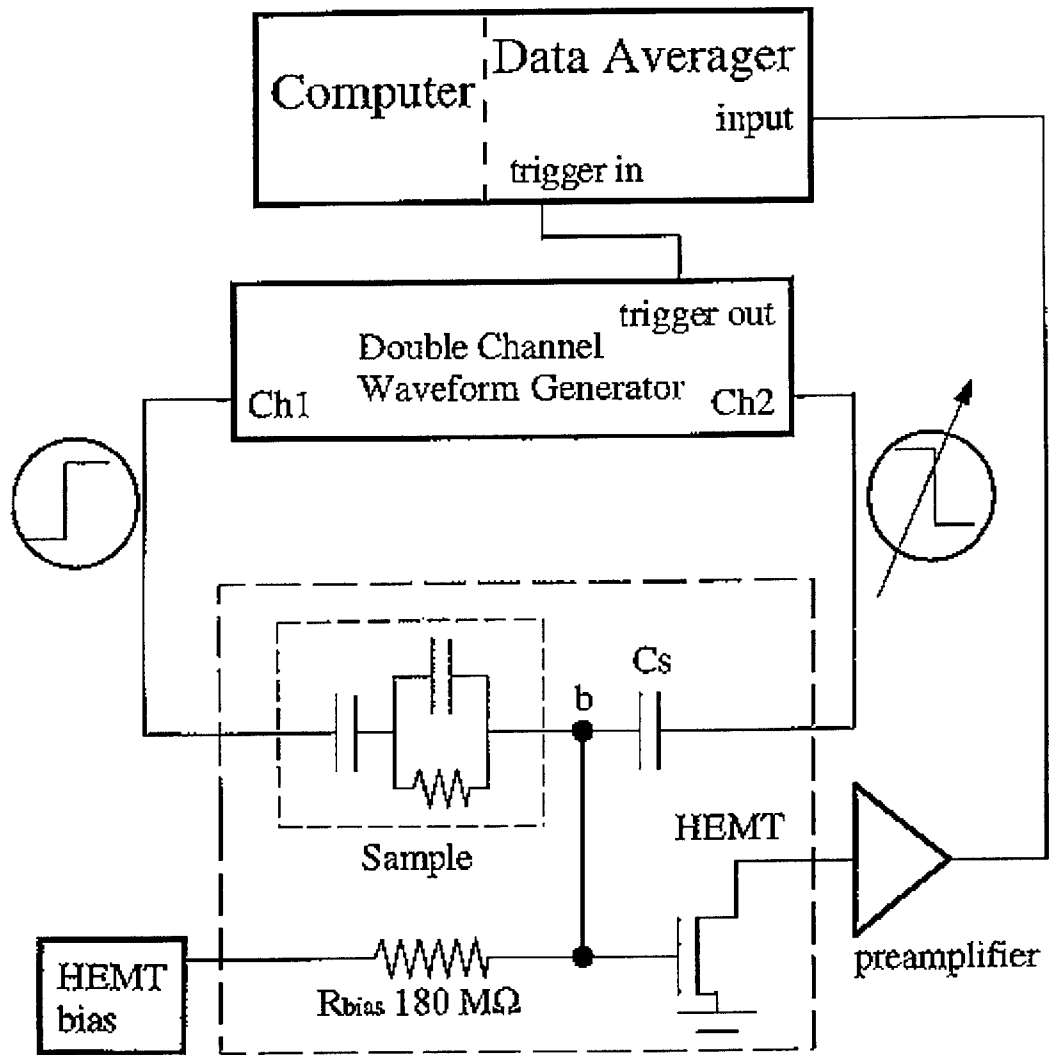 Computer
Data Averager
input
trigger in
trigger out
Double Channel
Waveform Generator
Ch1
Ch2
Cs
b
HEMT
Sample
preamplifier
HEMT
bias
Rbias 180 MΩ